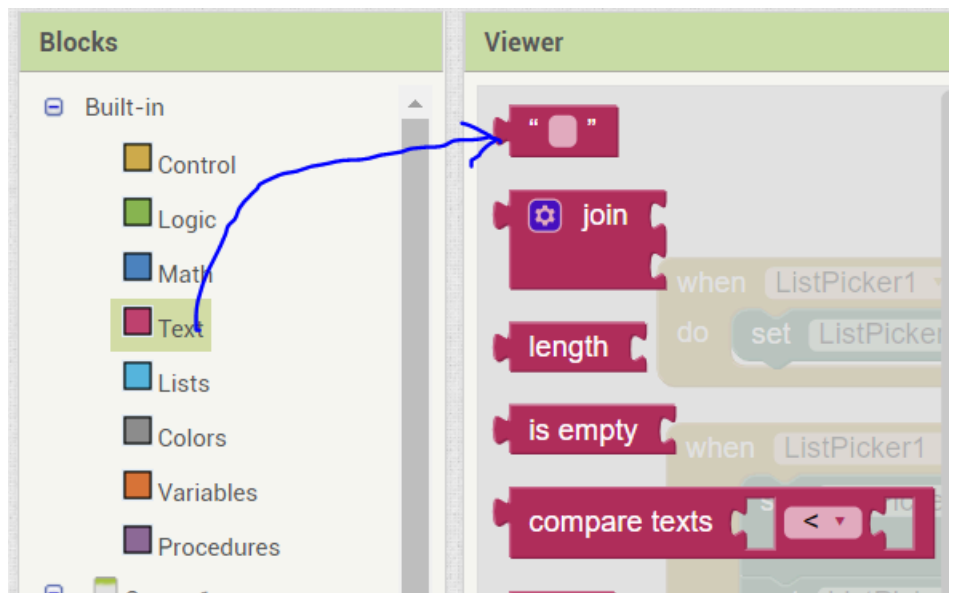 Blocks
Viewer
Built-in
Control
Logic
Math
Text
Lists
Colors
Variables
Procedures
“ ”
join
length
is empty
compare texts <
when ListPicker1
do set ListPicker
when ListPicker1